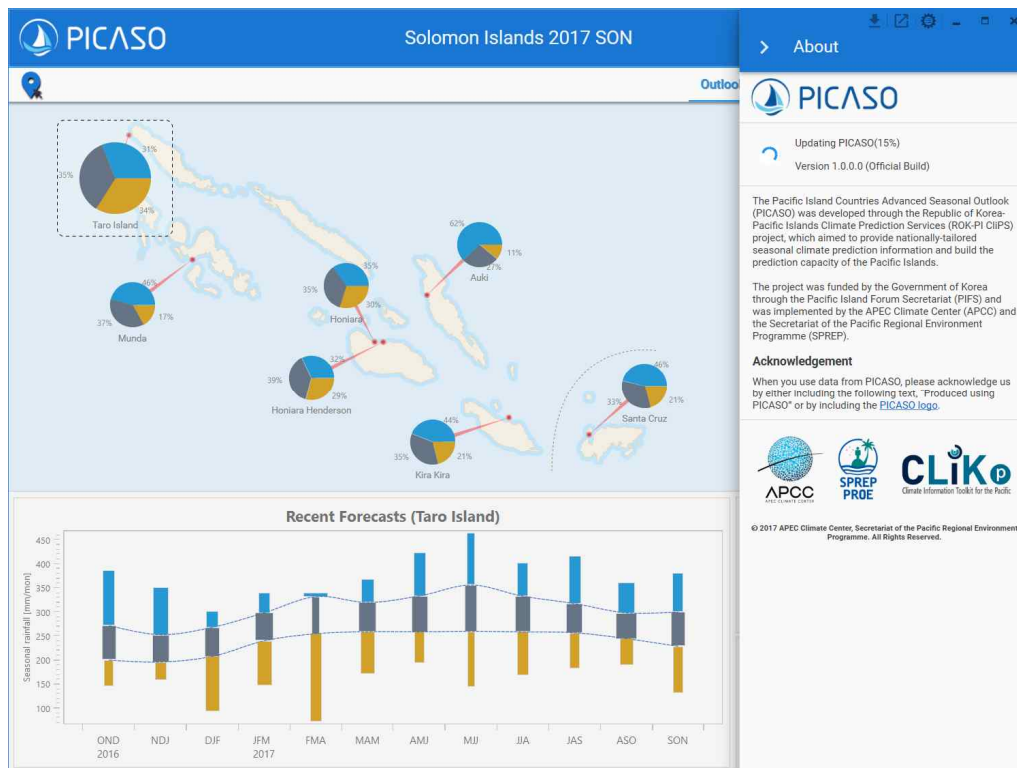 PICASO
Solomon Islands 2017 SON
About
PICASO
Updating PICASO(15%)
Version 1.0.0.0 (Official Build)
The Pacific Island Countries Advanced Seasonal Outlook
(PICASO) was developed through the Republic of Korea-
Pacific Islands Climate Prediction Services (ROK-PI CliPS)
project, which aimed to provide nationally-tailored
seasonal climate prediction information and build the
prediction capacity of the Pacific Islands.
The project was funded by the Government of Korea
through the Pacific Island Forum Secretariat (PIFS) and
was implemented by the APEC Climate Center (APCC) and
the Secretariat of the Pacific Regional Environment
Programme (SPREP).
Acknowledgement
When you use data from PICASO, please acknowledge us
by either including the following text, "Produced using
PICASO" or by including the PICASO logo.
APCC
APEC CLIMATE CENTER
SPREP
PROE
CLiKp
Climate Information Toolkit for the Pacific
© 2017 APEC Climate Center, Secretariat of the Pacific Regional Environment
Programme. All Rights Reserved.
Outloo
31%
35%
34%
Taro Island
46%
37%
17%
Munda
35%
35%
30%
Honiara
62%
11%
27%
Auki
32%
39%
29%
Honiara Henderson
44%
35%
21%
Kira Kira
46%
33%
21%
Santa Cruz
Recent Forecasts (Taro Island)
Seasonal rainfall [mm/mon]
450
400
350
300
250
200
150
100
OND NDJ DJF JFM FMA MAM AMJ MJJ JJA JAS ASO SON
2016 2017